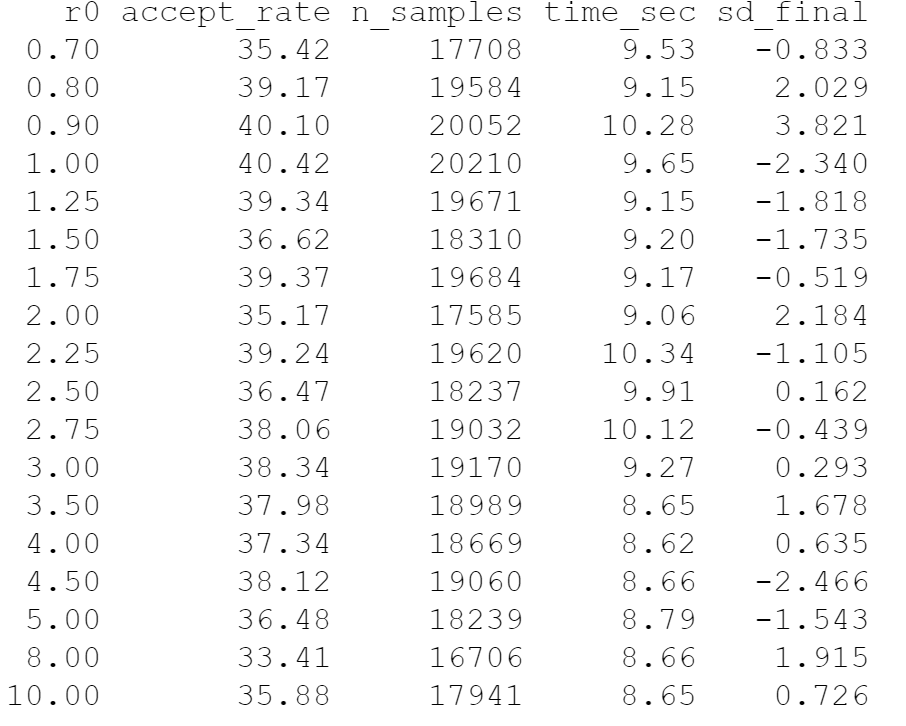 r0 accept_rate n_samples time_sec sd_final
0.70 35.42 17708 9.53 -0.833
0.80 39.17 19584 9.15 2.029
0.90 40.10 20052 10.28 3.821
1.00 40.42 20210 9.65 -2.340
1.25 39.34 19671 9.15 -1.818
1.50 36.62 18310 9.20 -1.735
1.75 39.37 19684 9.17 -0.519
2.00 35.17 17585 9.06 2.184
2.25 39.24 19620 10.34 -1.105
2.50 36.47 18237 9.91 0.162
2.75 38.06 19032 10.12 -0.439
3.00 38.34 19170 9.27 0.293
3.50 37.98 18989 8.65 1.678
4.00 37.34 18669 8.62 0.635
4.50 38.12 19060 8.66 -2.466
5.00 36.48 18239 8.79 -1.543
8.00 33.41 16706 8.66 1.915
10.00 35.88 17941 8.65 0.726